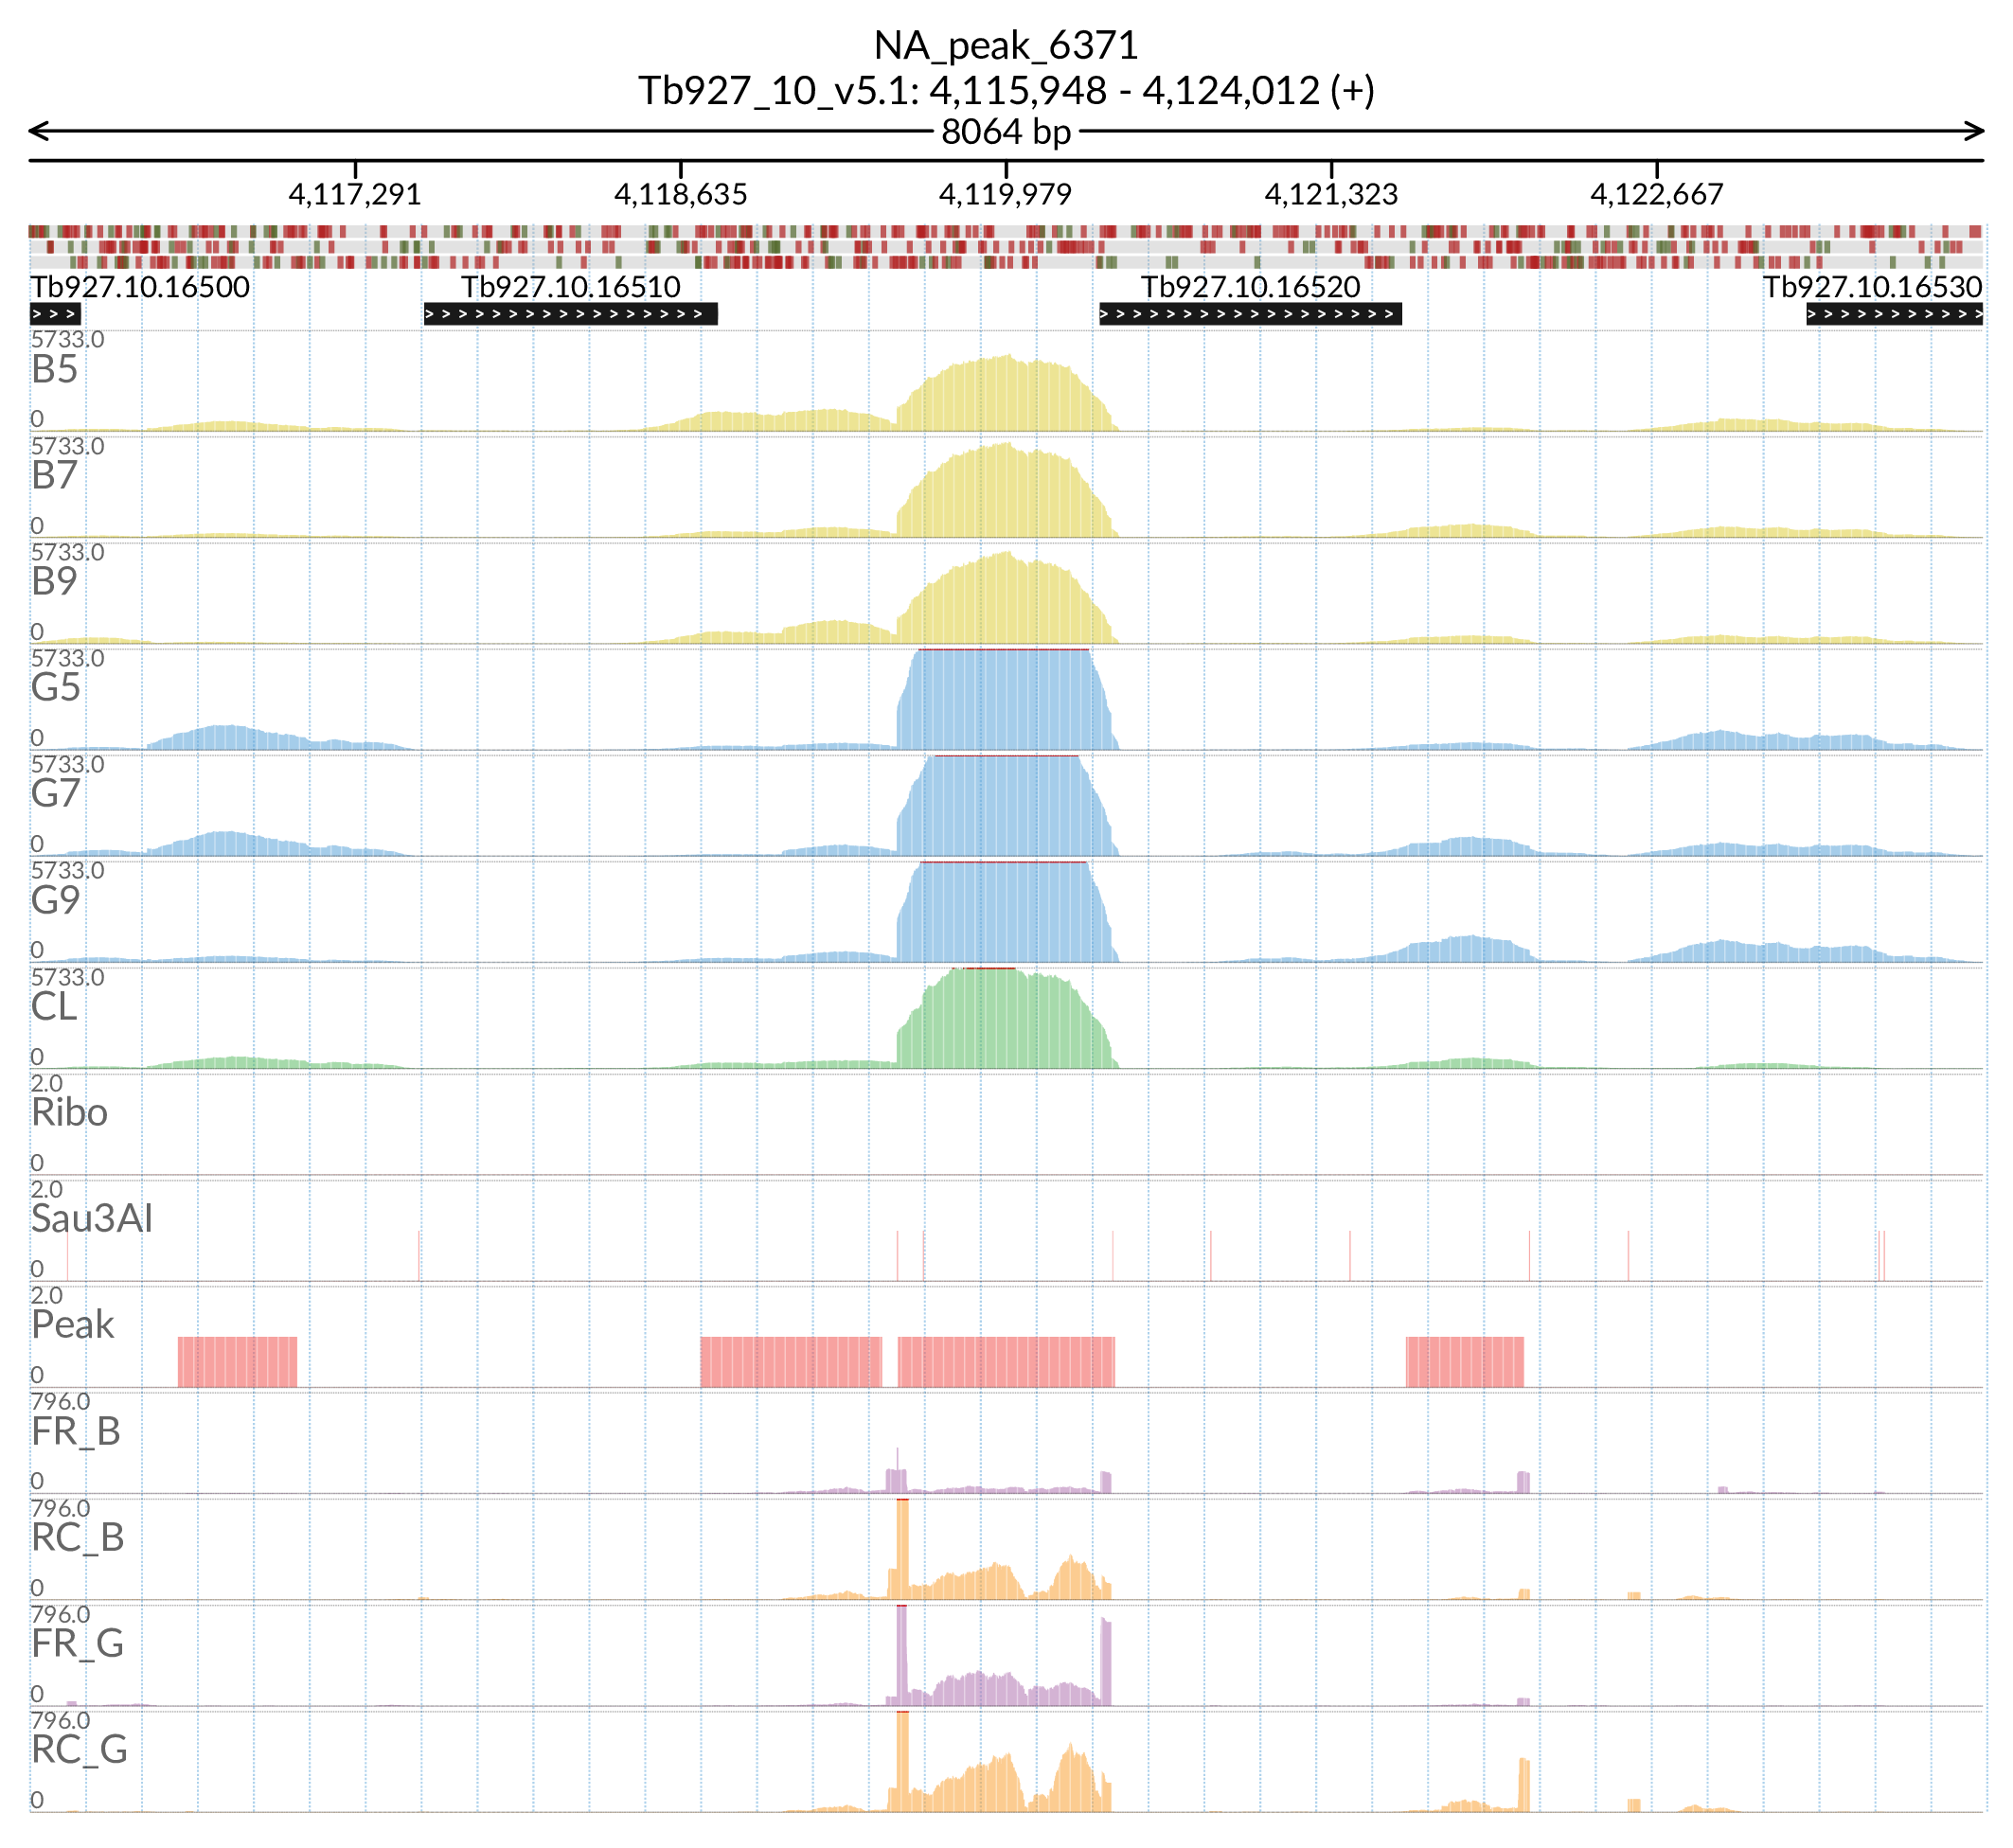 NA_peak_6371
Tb927_10_v5.1: 4,115,948 - 4,124,012 (+)
8064 bp
4,117,291 4,118,635 4,119,979 4,121,323 4,122,667
Tb927.10.16500 Tb927.10.16510 Tb927.10.16520 Tb927.10.16530
5733.0
B5
0
5733.0
B7
0
5733.0
B9
0
5733.0
G5
0
5733.0
G7
0
5733.0
G9
0
5733.0
CL
0
2.0
Ribo
0
2.0
Sau3AI
0
2.0
Peak
0
796.0
FR_B
0
796.0
RC_B
0
796.0
FR_G
0
796.0
RC_G
0